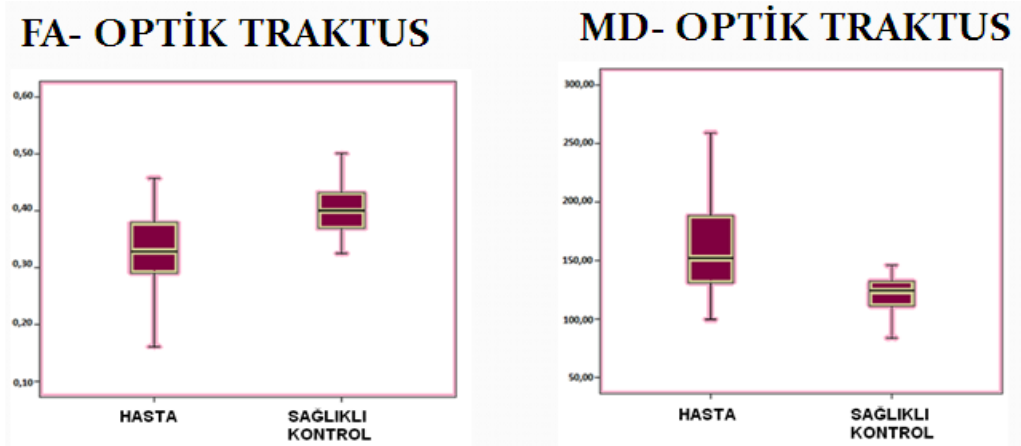 FA- OPTİK TRAKTUS
0,60
0,50
0,40
0,30
0,20
0,10
HASTA
SAĞLIKLI
KONTROL
MD- OPTİK TRAKTUS
300,00
250,00
200,00
150,00
100,00
50,00
HASTA
SAĞLIKLI
KONTROL